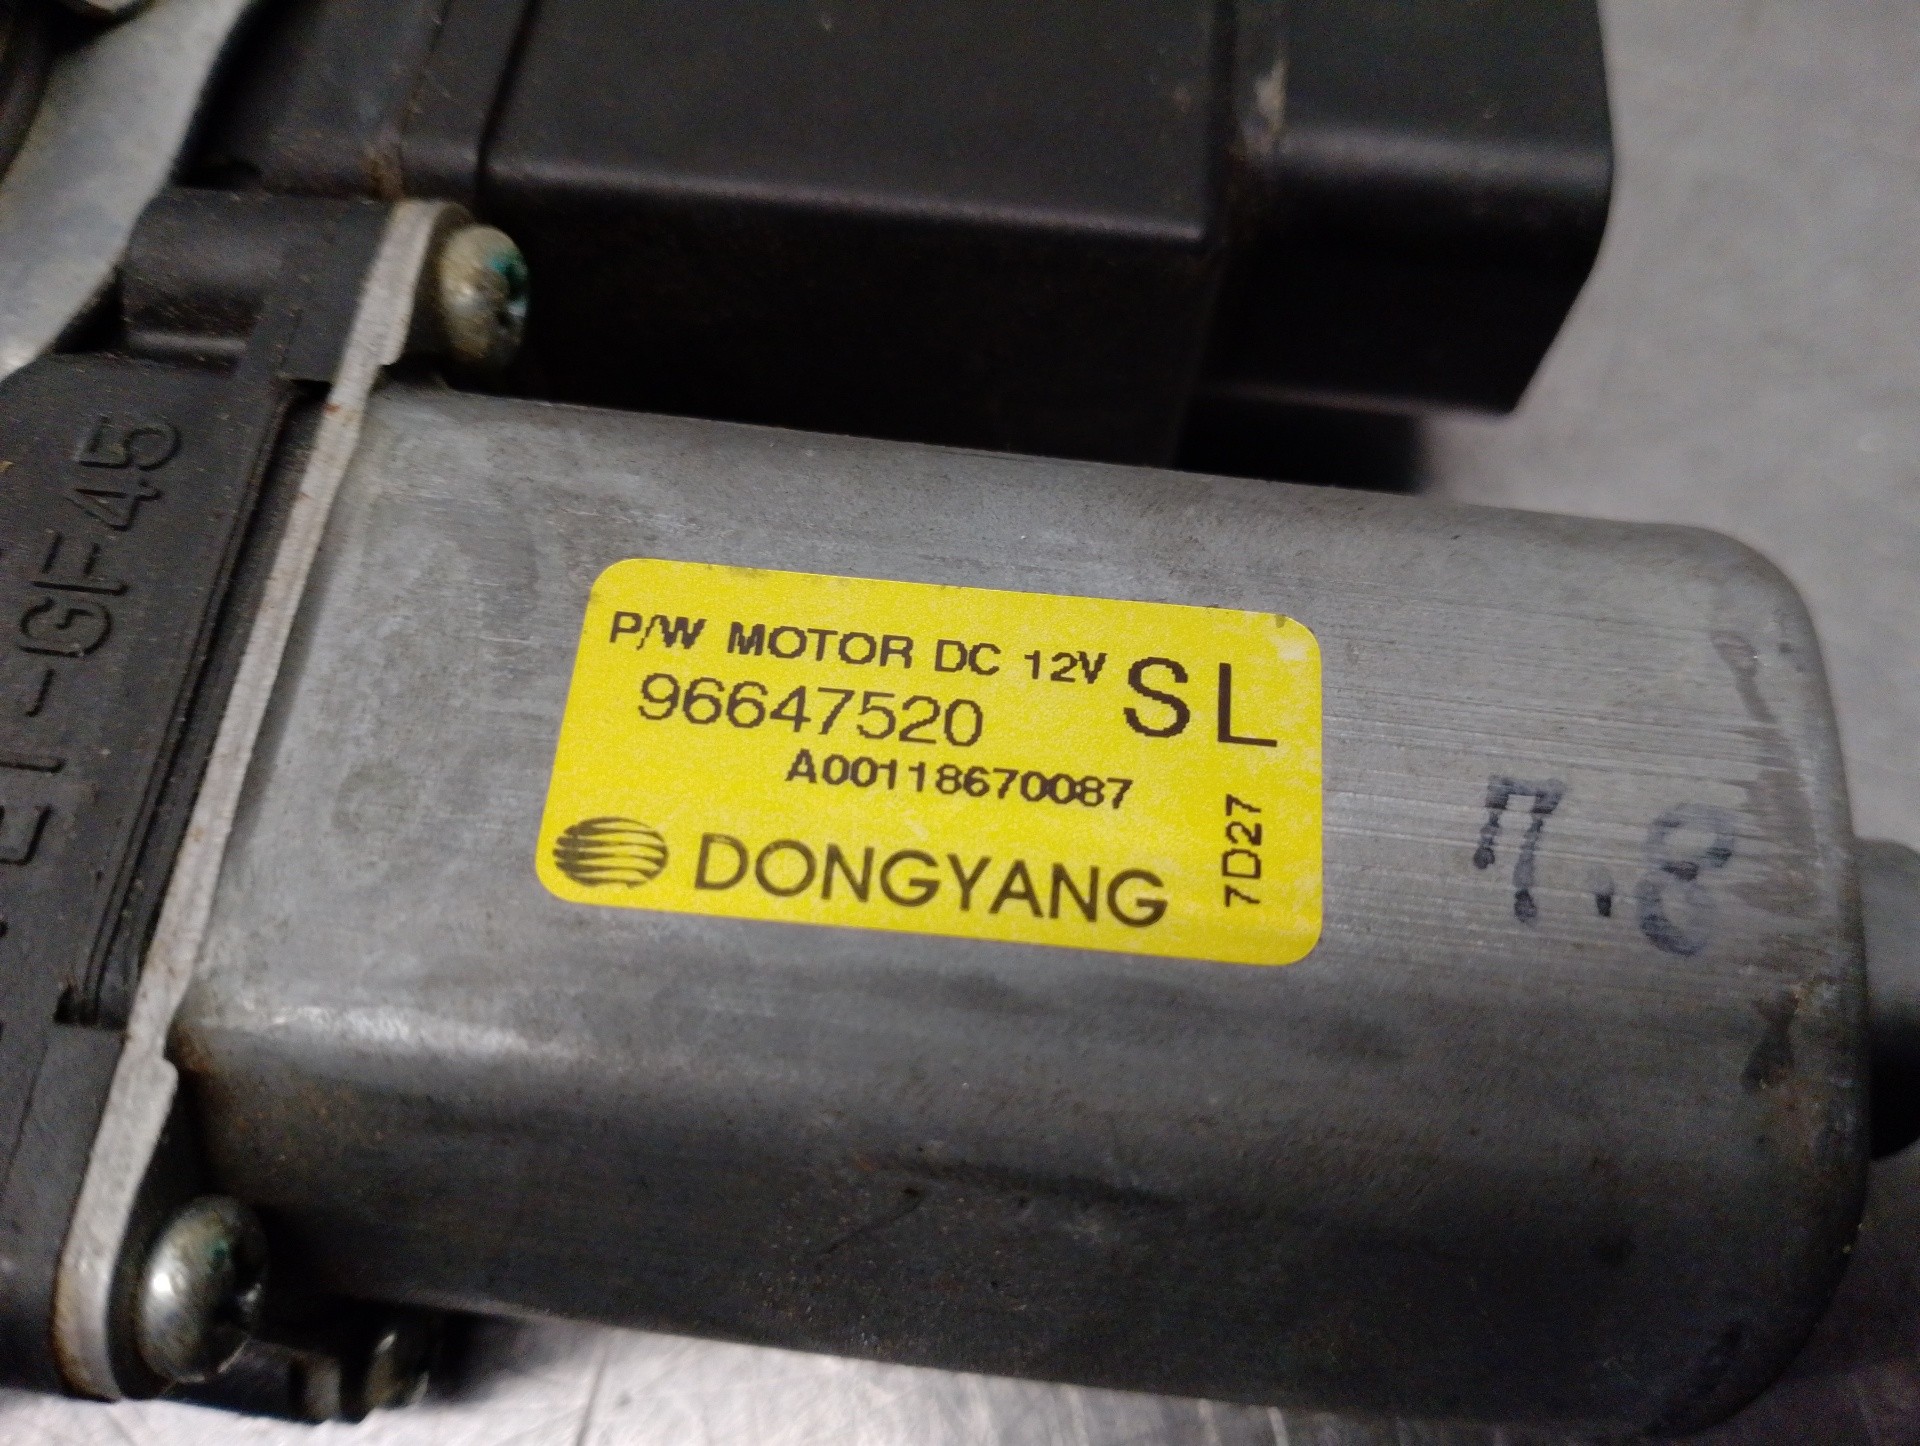 P/W MOTOR DC 12V SL
96647520
A00118670087
DONGYANG
7D27
7.8
-GF45